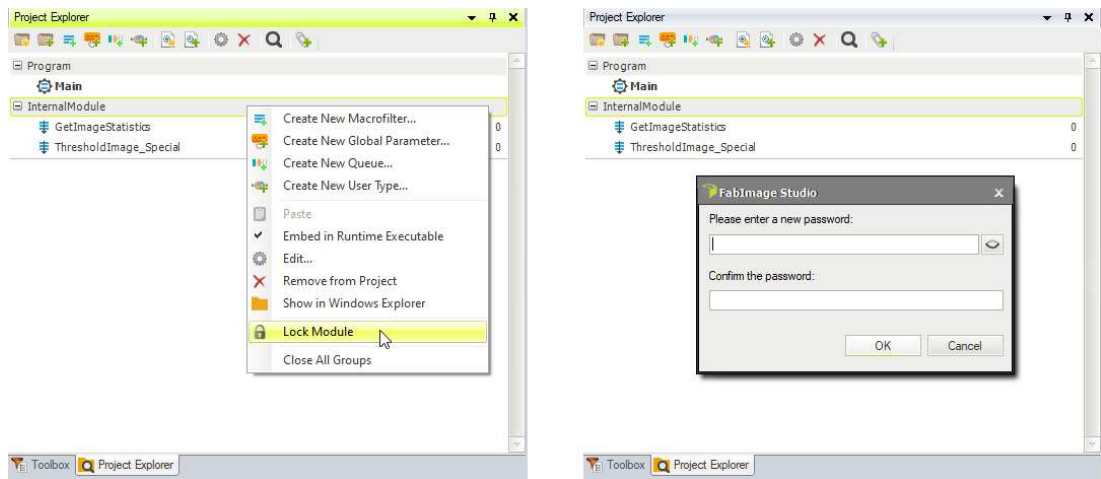 Project Explorer
Program
Main
InternalModule
GetImageStatistics 0
ThresholdImage_Special 0
Create New Macrofilter...
Create New Global Parameter...
Create New Queue...
Create New User Type...
Paste
Embed in Runtime Executable
Edit...
Remove from Project
Show in Windows Explorer
Lock Module
Close All Groups
Toolbox Project Explorer
Project Explorer
Program
Main
InternalModule
GetImageStatistics 0
ThresholdImage_Special 0
FabImage Studio x
Please enter a new password:
Confirm the password:
OK Cancel
Toolbox Project Explorer